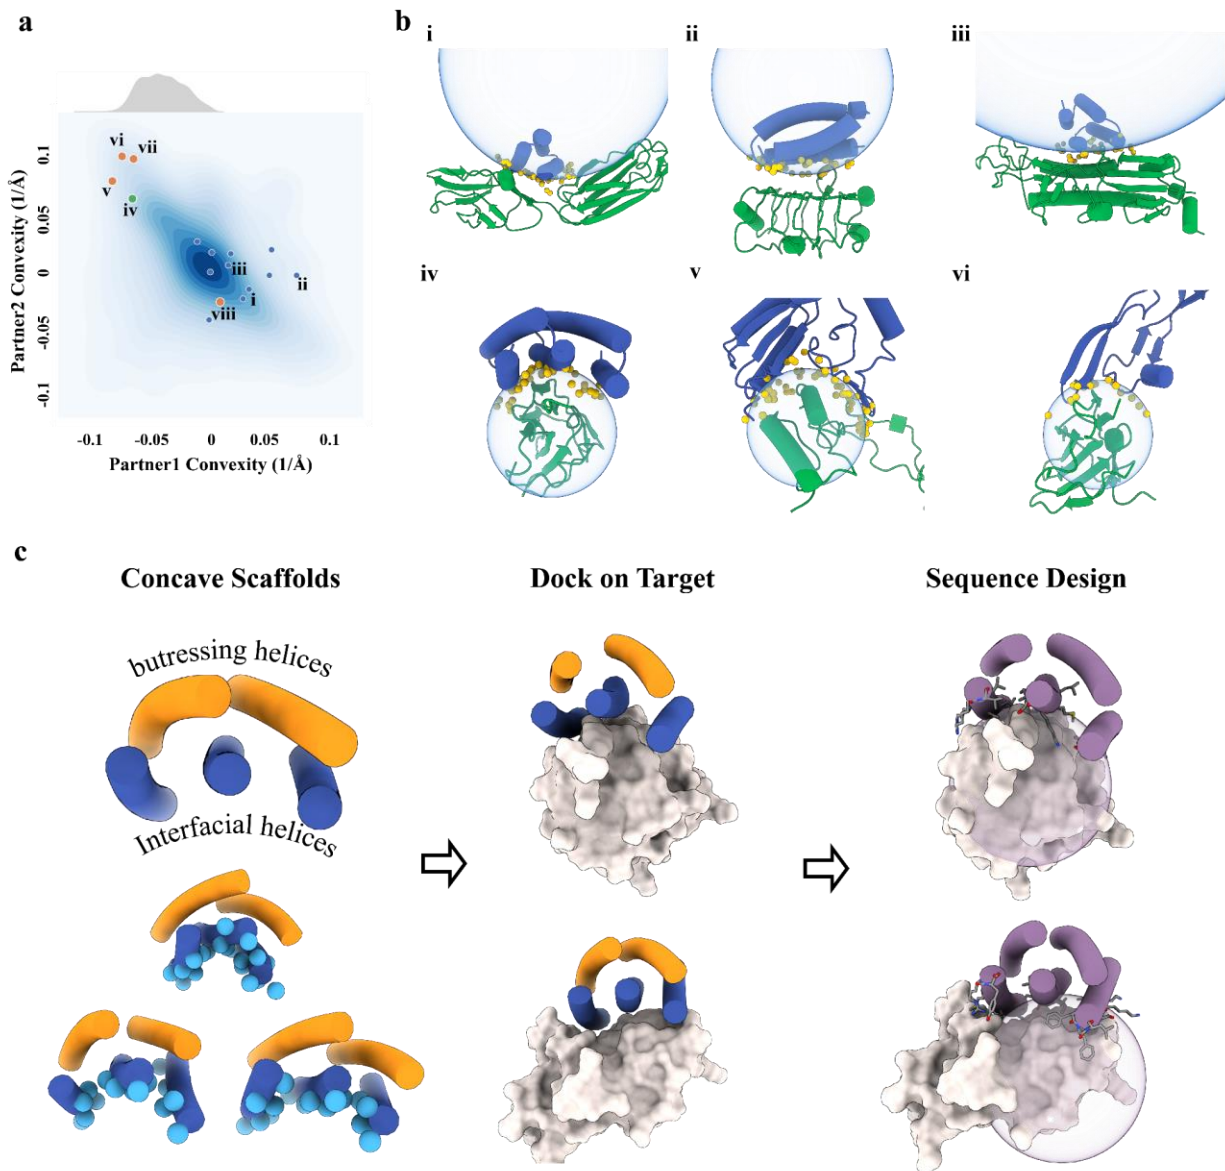 a
b
i
ii
iii
vi
vii
v
iv
iii
ii
i
viii
0.1
0.05
0
-0.05
-0.1
Partner2 Convexity (1/Å)
-0.1
-0.05
0
0.05
0.1
Partner1 Convexity (1/Å)
iv
v
vi
c
Concave Scaffolds
Dock on Target
Sequence Design
butressing helices
Interfacial helices